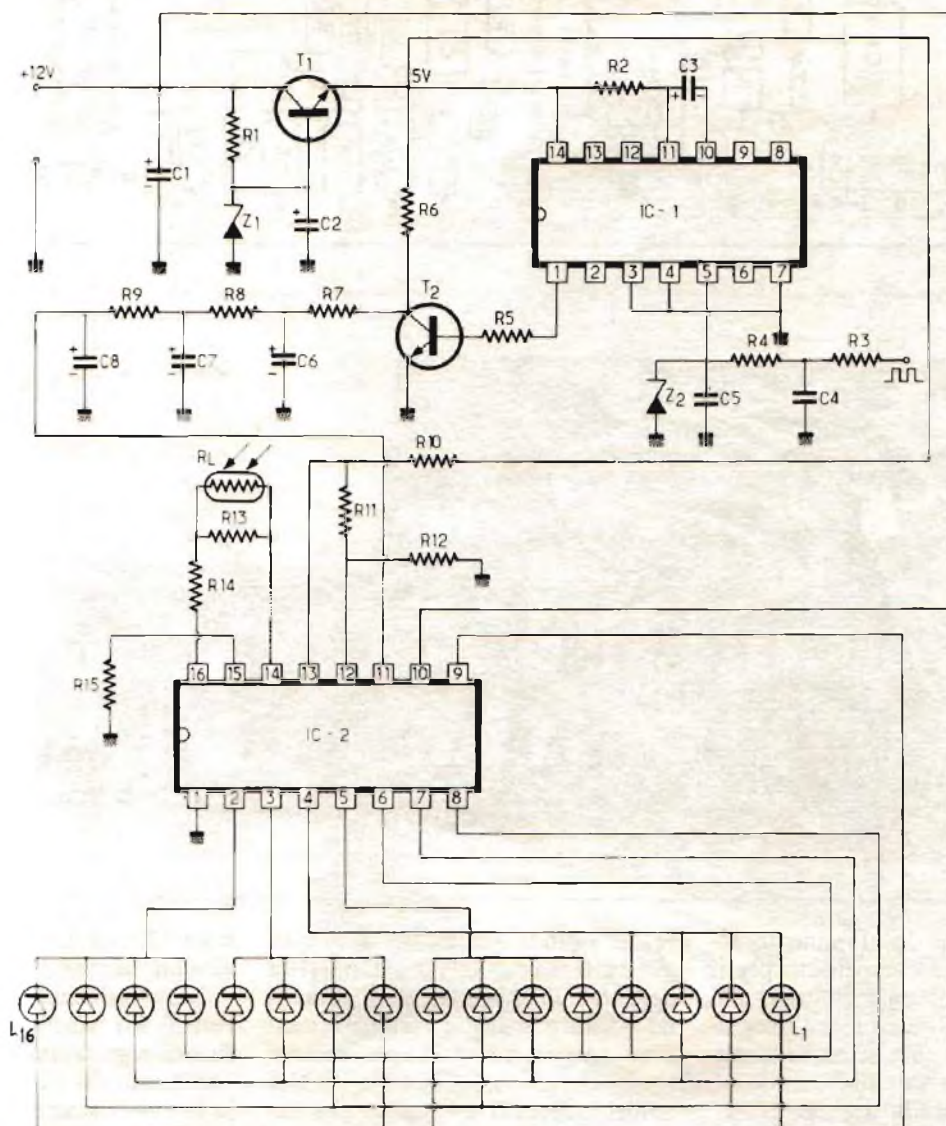 +12V
T1
5V
R2
C3
R1
14 13 12 11 10 9 8
C1
R6
IC-1
Z1
C2
1 2 3 4 5 6 7
R9
R8
R7
T2
R5
R4
R3
C8
C7
C6
Z2
C5
C4
R10
RL
R11
R13
R12
R14
16 15 14 13 12 11 10 9
R15
IC-2
1 2 3 4 5 6 7 8
L16
L1